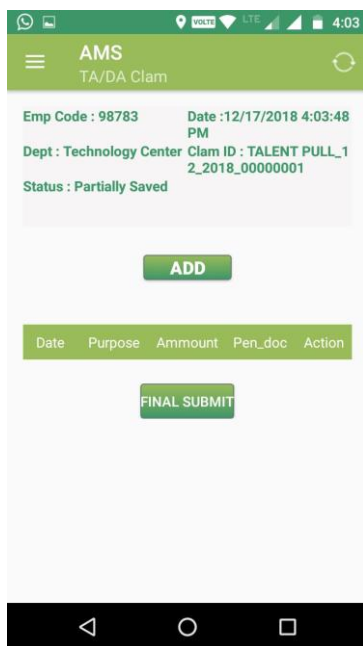 VOLTE LTE 4:03
AMS
TA/DA Clam
Emp Code : 98783 Date :12/17/2018 4:03:48
PM
Dept : Technology Center Clam ID : TALENT PULL_1
2_2018_00000001
Status : Partially Saved
ADD
Date Purpose Ammount Pen_doc Action
FINAL SUBMIT